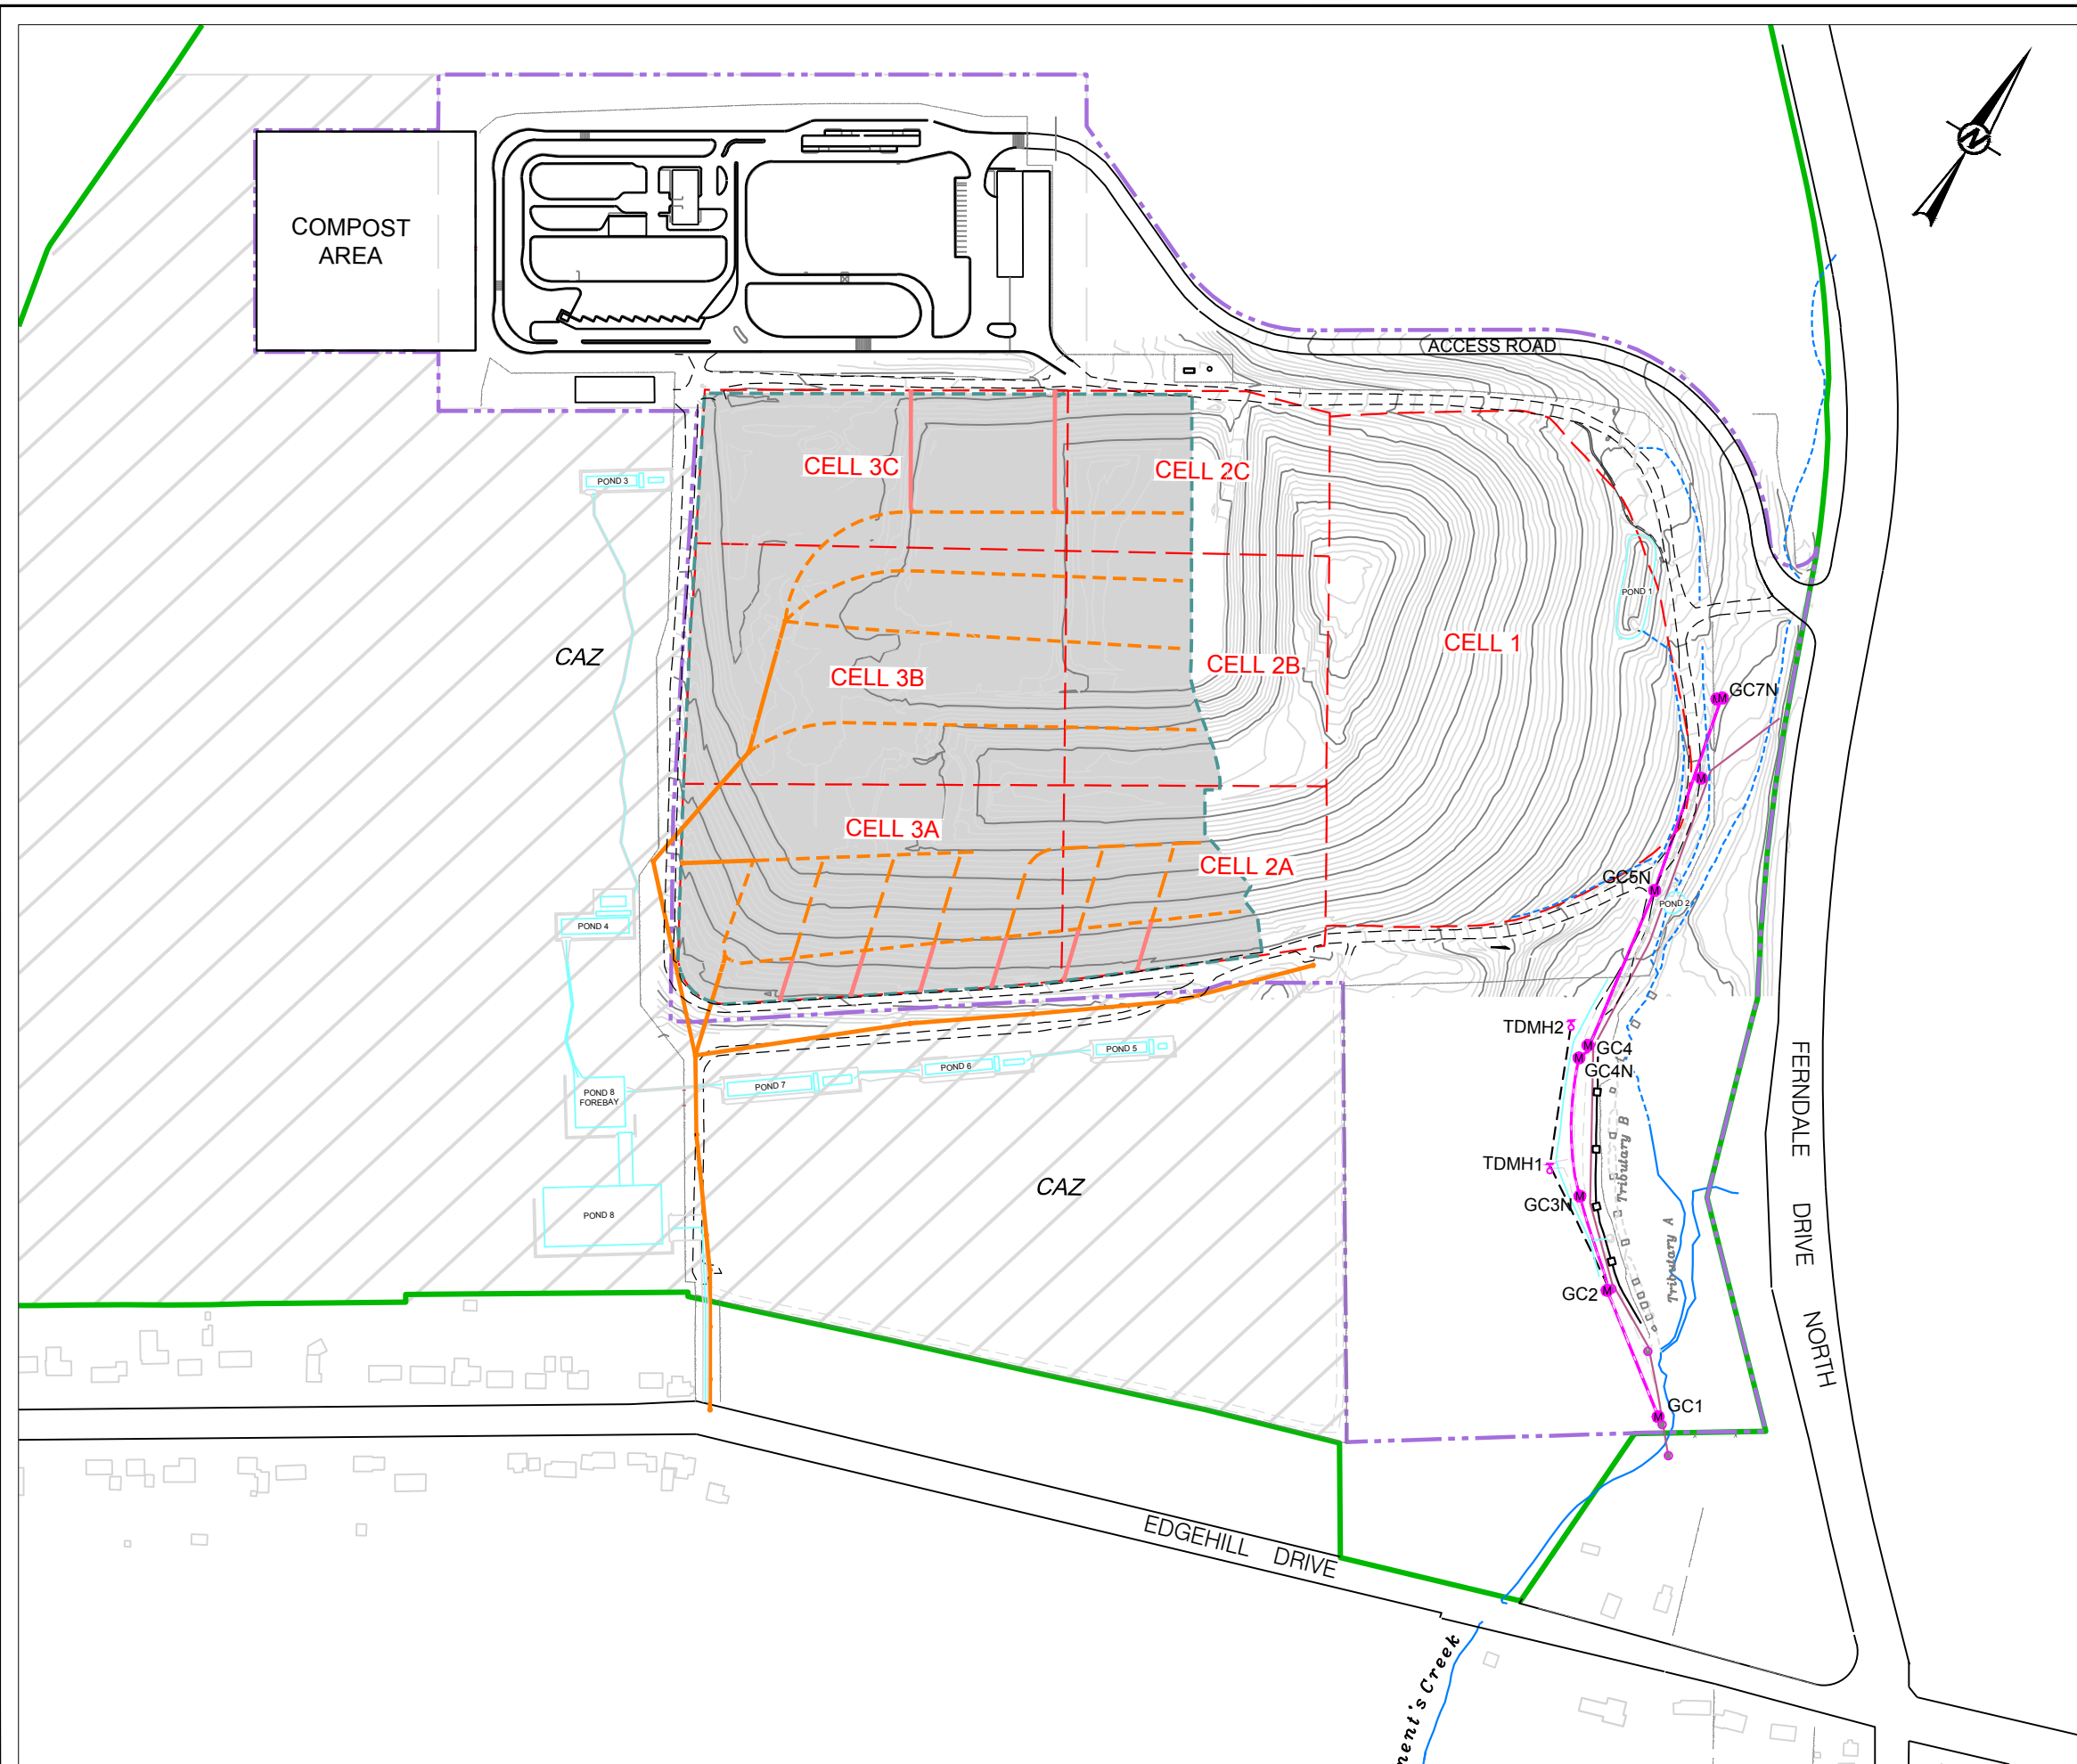 COMPOST
AREA
N
ACCESS ROAD
CELL 3C
CELL 2C
POND 3
POND 1
CELL 1
CAZ
CELL 2B
CELL 3B
GC7N
M
M
CELL 3A
CELL 2A
GC5N
M
POND 2
POND 4
TDMH2
M
GC4
M
GC4N
POND 5
POND 6
POND 7
POND 8
FOREBAY
FERNDALE DRIVE NORTH
Tributary B
TDMH1
CAZ
M
GC3N
POND 8
Tributary A
GC2
M
GC1
M
EDGEHILL DRIVE
Creek